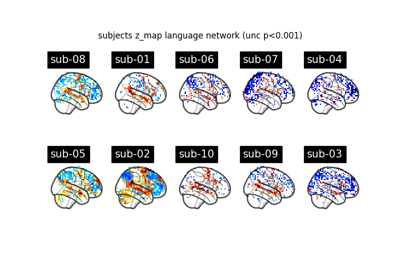 subjects z_map language network (unc p<0.001)
sub-08 sub-01 sub-06 sub-07 sub-04
sub-05 sub-02 sub-10 sub-09 sub-03